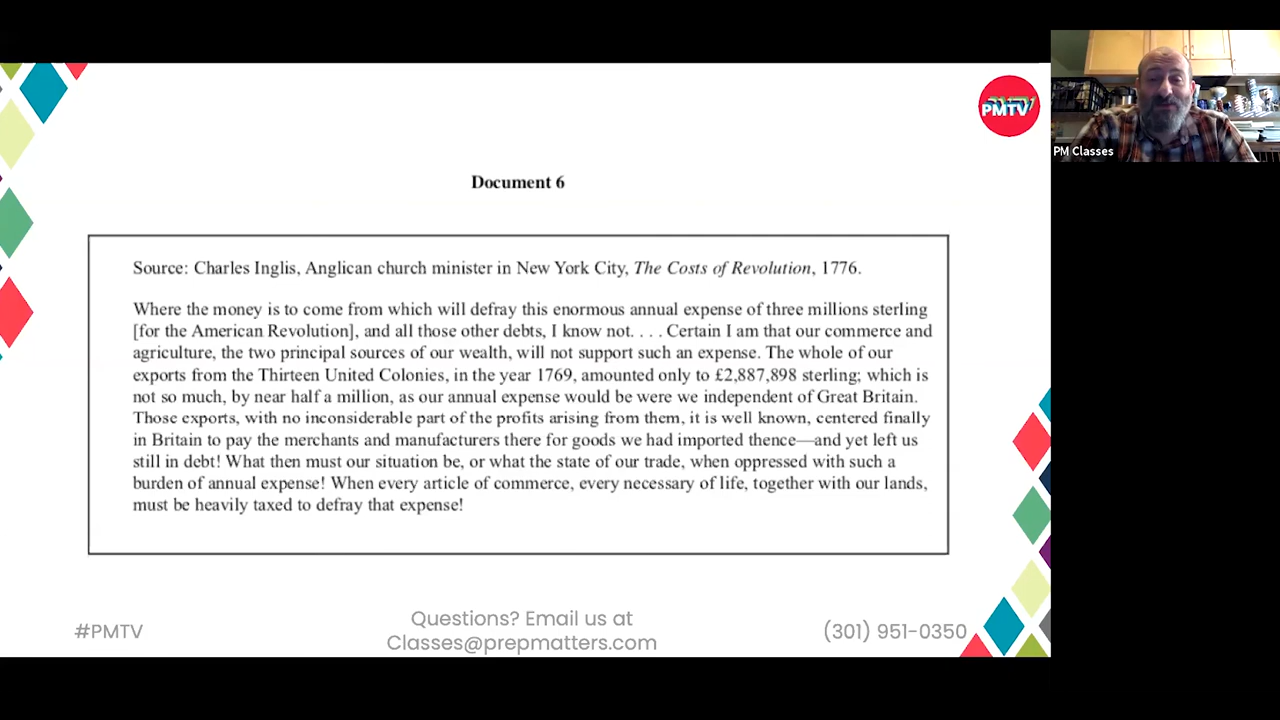 PMTV
PM Classes
Document 6
Source: Charles Inglis, Anglican church minister in New York City, The Costs of Revolution, 1776.
Where the money is to come from which will defray this enormous annual expense of three millions sterling
[for the American Revolution], and all those other debts, I know not. . . . Certain I am that our commerce and
agriculture, the two principal sources of our wealth, will not support such an expense. The whole of our
exports from the Thirteen United Colonies, in the year 1769, amounted only to £2,887,898 sterling; which is
not so much, by near half a million, as our annual expense would be were we independent of Great Britain.
Those exports, with no inconsiderable part of the profits arising from them, it is well known, centered finally
in Britain to pay the merchants and manufacturers there for goods we had imported thence—and yet left us
still in debt! What then must our situation be, or what the state of our trade, when oppressed with such a
burden of annual expense! When every article of commerce, every necessary of life, together with our lands,
must be heavily taxed to defray that expense!
#PMTV
Questions? Email us at
Classes@prepmatters.com
(301) 951-0350